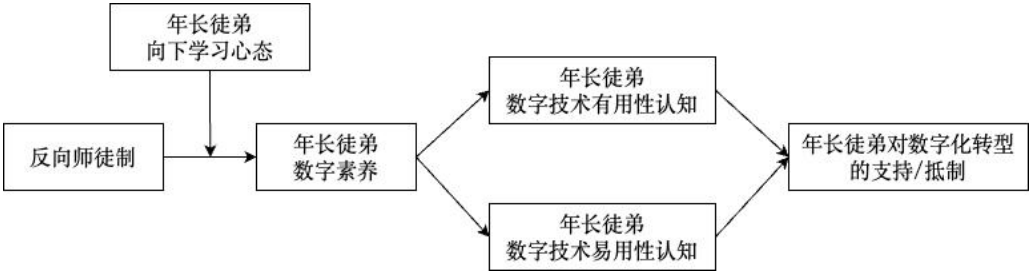 年长徒弟
向下学习心态
反向师徒制
年长徒弟
数字素养
年长徒弟
数字技术有用性认知
年长徒弟
数字技术易用性认知
年长徒弟对数字化转型
的支持/抵制